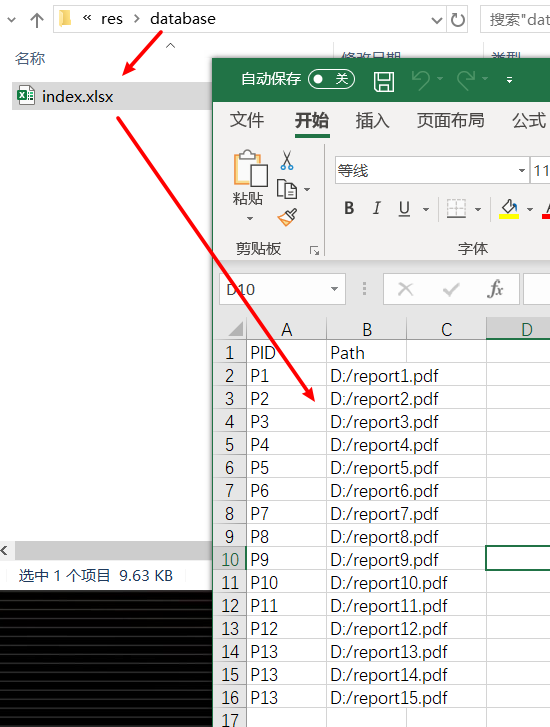 « res > database
搜索"dat
名称
修改日期
类型
index.xlsx
选中 1 个项目 9.63 KB
自动保存 关
文件 开始 插入 页面布局 公式
粘贴
等线 11
B I U
剪贴板
字体
D10
fx
A B C D
1 PID Path
2 P1 D:/report1.pdf
3 P2 D:/report2.pdf
4 P3 D:/report3.pdf
5 P4 D:/report4.pdf
6 P5 D:/report5.pdf
7 P6 D:/report6.pdf
8 P7 D:/report7.pdf
9 P8 D:/report8.pdf
10 P9 D:/report9.pdf
11 P10 D:/report10.pdf
12 P11 D:/report11.pdf
13 P12 D:/report12.pdf
14 P13 D:/report13.pdf
15 P13 D:/report14.pdf
16 P13 D:/report15.pdf
17